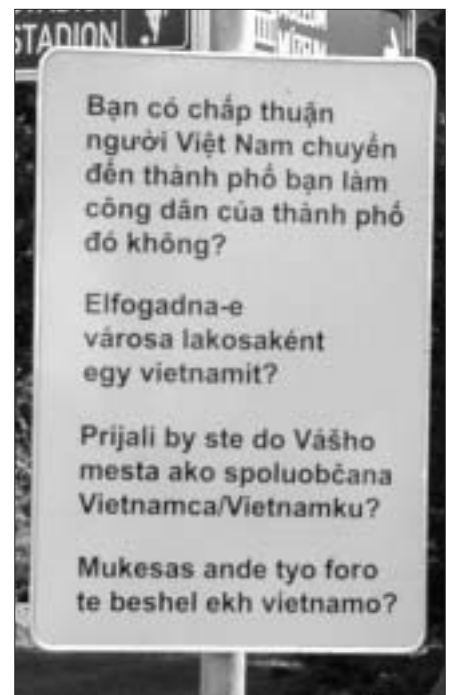 STADION
Bạn có chấp thuận
người Việt Nam chuyển
đến thành phố bạn làm
công dân của thành phố
đó không?
Elfogadna-e
városa lakosaként
egy vietnamit?
Prijali by ste do Vášho
mesta ako spoluobčana
Vietnamca/Vietnamku?
Mukesas ande tyo foro
te beshel ekh vietnamo?